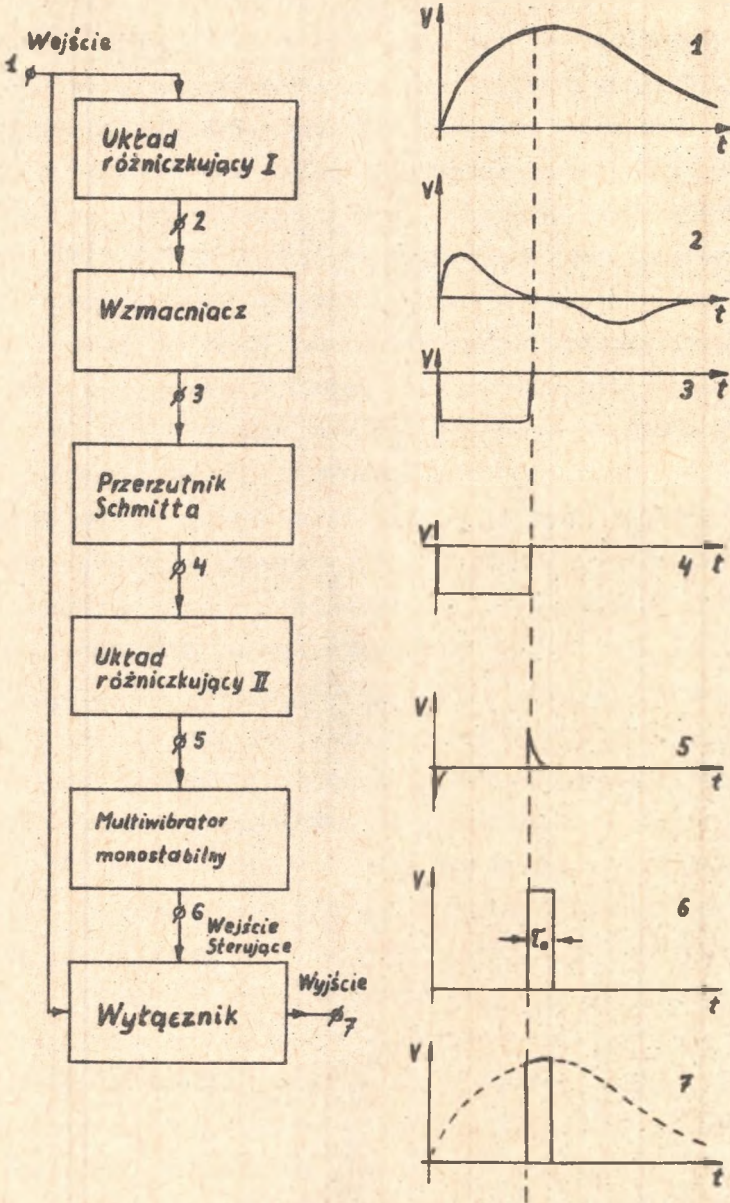 Wejście
1
Układ
różniczkujący I
2
Wzmacniacz
3
Przerzutnik
Schmitta
4
Układ
różniczkujący II
5
Multiwibrator
monostabilny
6 Wejście
Sterujące
Wyłącznik
Wyjście
7
V
1
t
V
2
t
V
3 t
V
4 t
V
5
t
V
6
τ₀
t
V
7
t